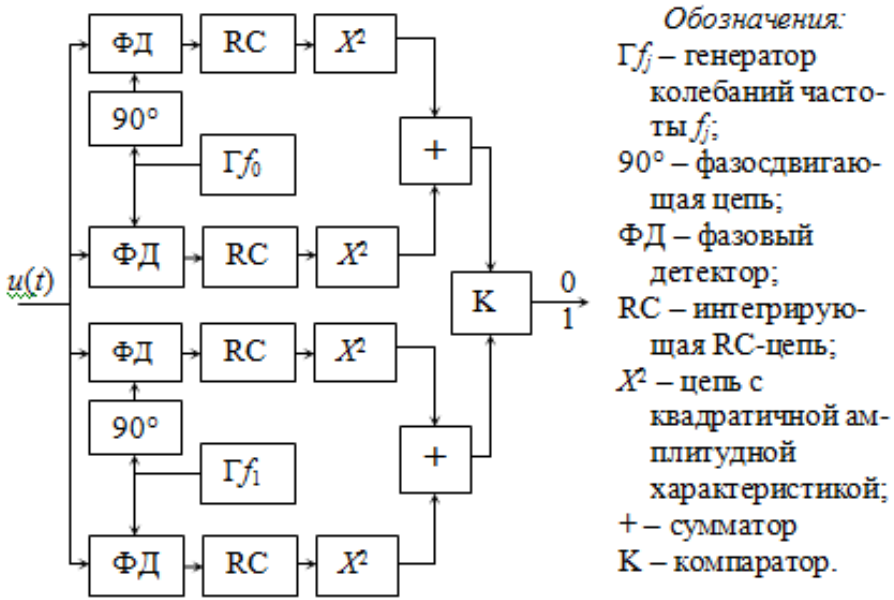 ФД RC X²
90°
Гf₀
+
ФД RC X²
u(t)
K 0
1
ФД RC X²
90°
Гf₁
+
ФД RC X²
Обозначения:
Гfⱼ – генератор
колебаний часто-
ты fⱼ;
90° – фазосдвигаю-
щая цепь;
ФД – фазовый
детектор;
RC – интегрирую-
щая RC-цепь;
X² – цепь с
квадратичной ам-
плитудной
характеристикой;
+ – сумматор
K – компаратор.